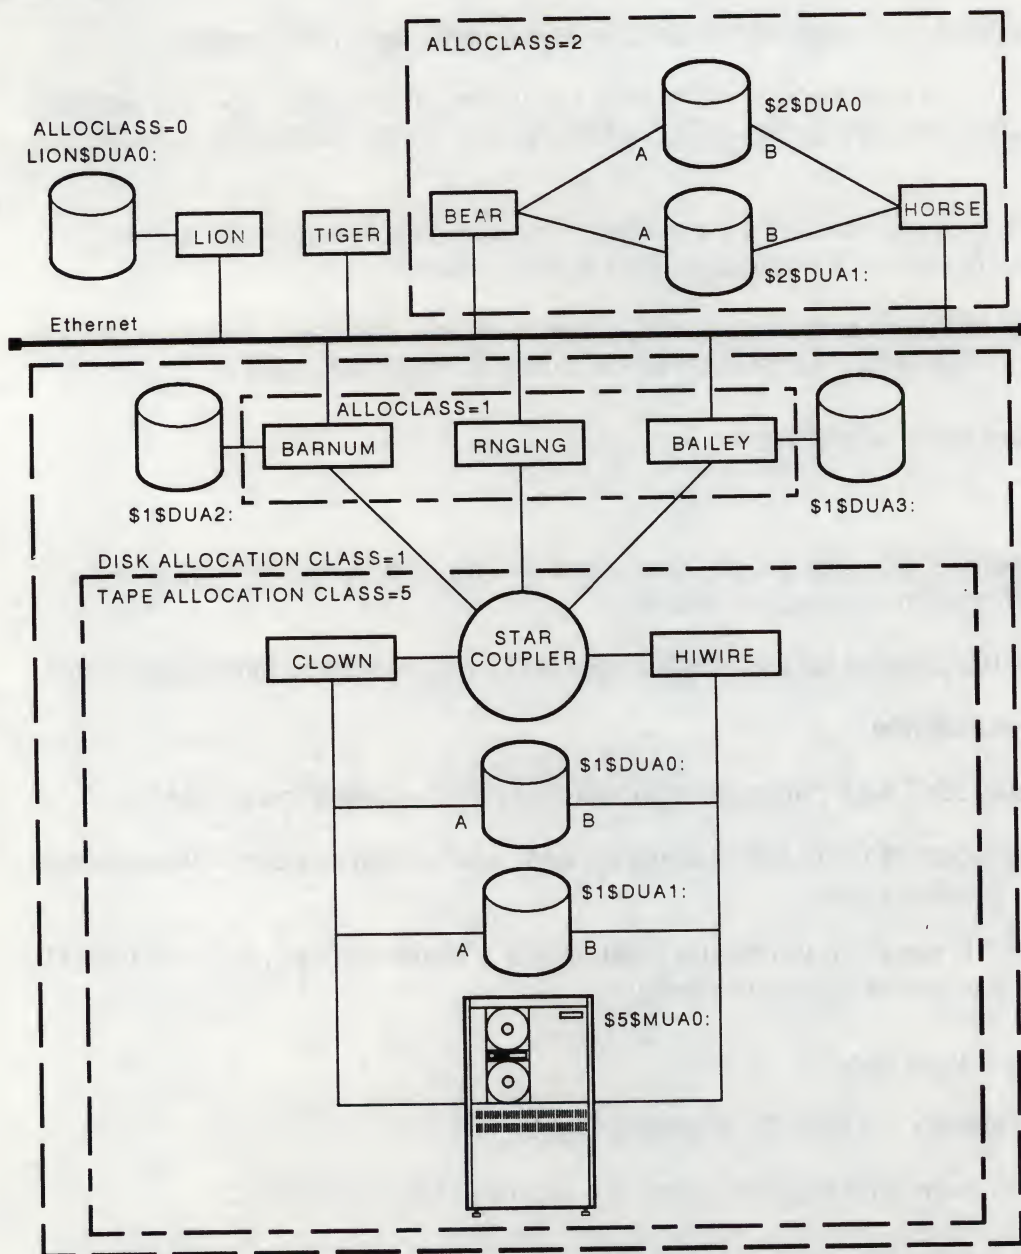 ALLOCLASS=2
$2$DUA0
A
B
ALLOCLASS=0
LION$DUA0:
BEAR
HORSE
LION
TIGER
A
B
$2$DUA1:
Ethernet
ALLOCLASS=1
BARNUM
RNGLNG
BAILEY
$1$DUA2:
$1$DUA3:
DISK ALLOCATION CLASS=1
TAPE ALLOCATION CLASS=5
STAR
COUPLER
CLOWN
HIWIRE
$1$DUA0:
A
B
$1$DUA1:
A
B
$5$MUA0: